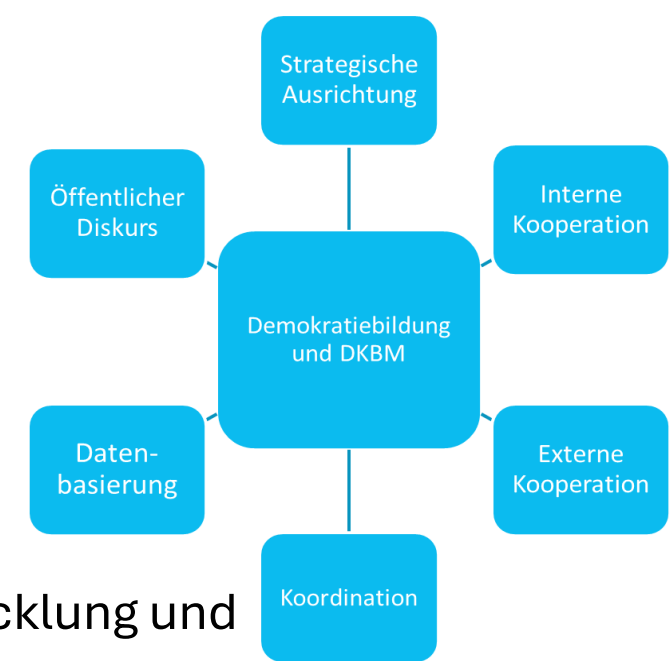 Strategische
Ausrichtung
Öffentlicher
Diskurs
Interne
Kooperation
Demokratiebildung
und DKBM
Daten-
basierung
Externe
Kooperation
Koordination
cklung und